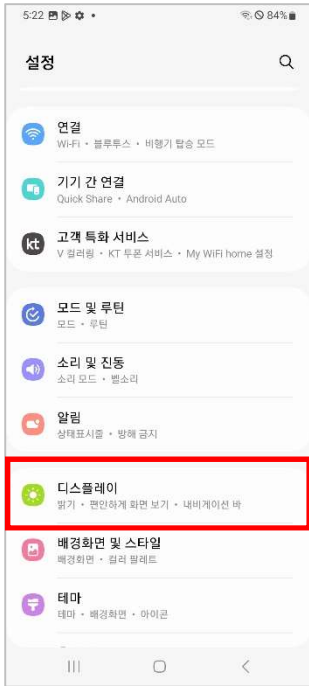 5:22 84%
설정
연결
Wi-Fi • 블루투스 • 비행기 탑승 모드
기기 간 연결
Quick Share • Android Auto
kt
고객 특화 서비스
V 컬러링 • KT 투폰 서비스 • My WiFi home 설정
모드 및 루틴
모드 • 루틴
소리 및 진동
소리 모드 • 벨소리
알림
상태표시줄 • 방해 금지
디스플레이
밝기 • 편안하게 화면 보기 • 내비게이션 바
배경화면 및 스타일
배경화면 • 컬러 팔레트
테마
테마 • 배경화면 • 아이콘